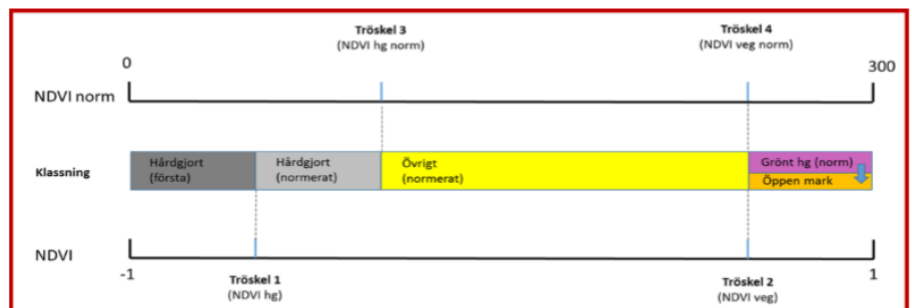 Tröskel 3
(NDVI hg norm)
Tröskel 4
(NDVI veg norm)
0
300
NDVI norm
Klassning
Hårdgjort
(första)
Hårdgjort
(normerat)
Övrigt
(normerat)
Grönt hg (norm)
Öppen mark
NDVI
-1
1
Tröskel 1
(NDVI hg)
Tröskel 2
(NDVI veg)